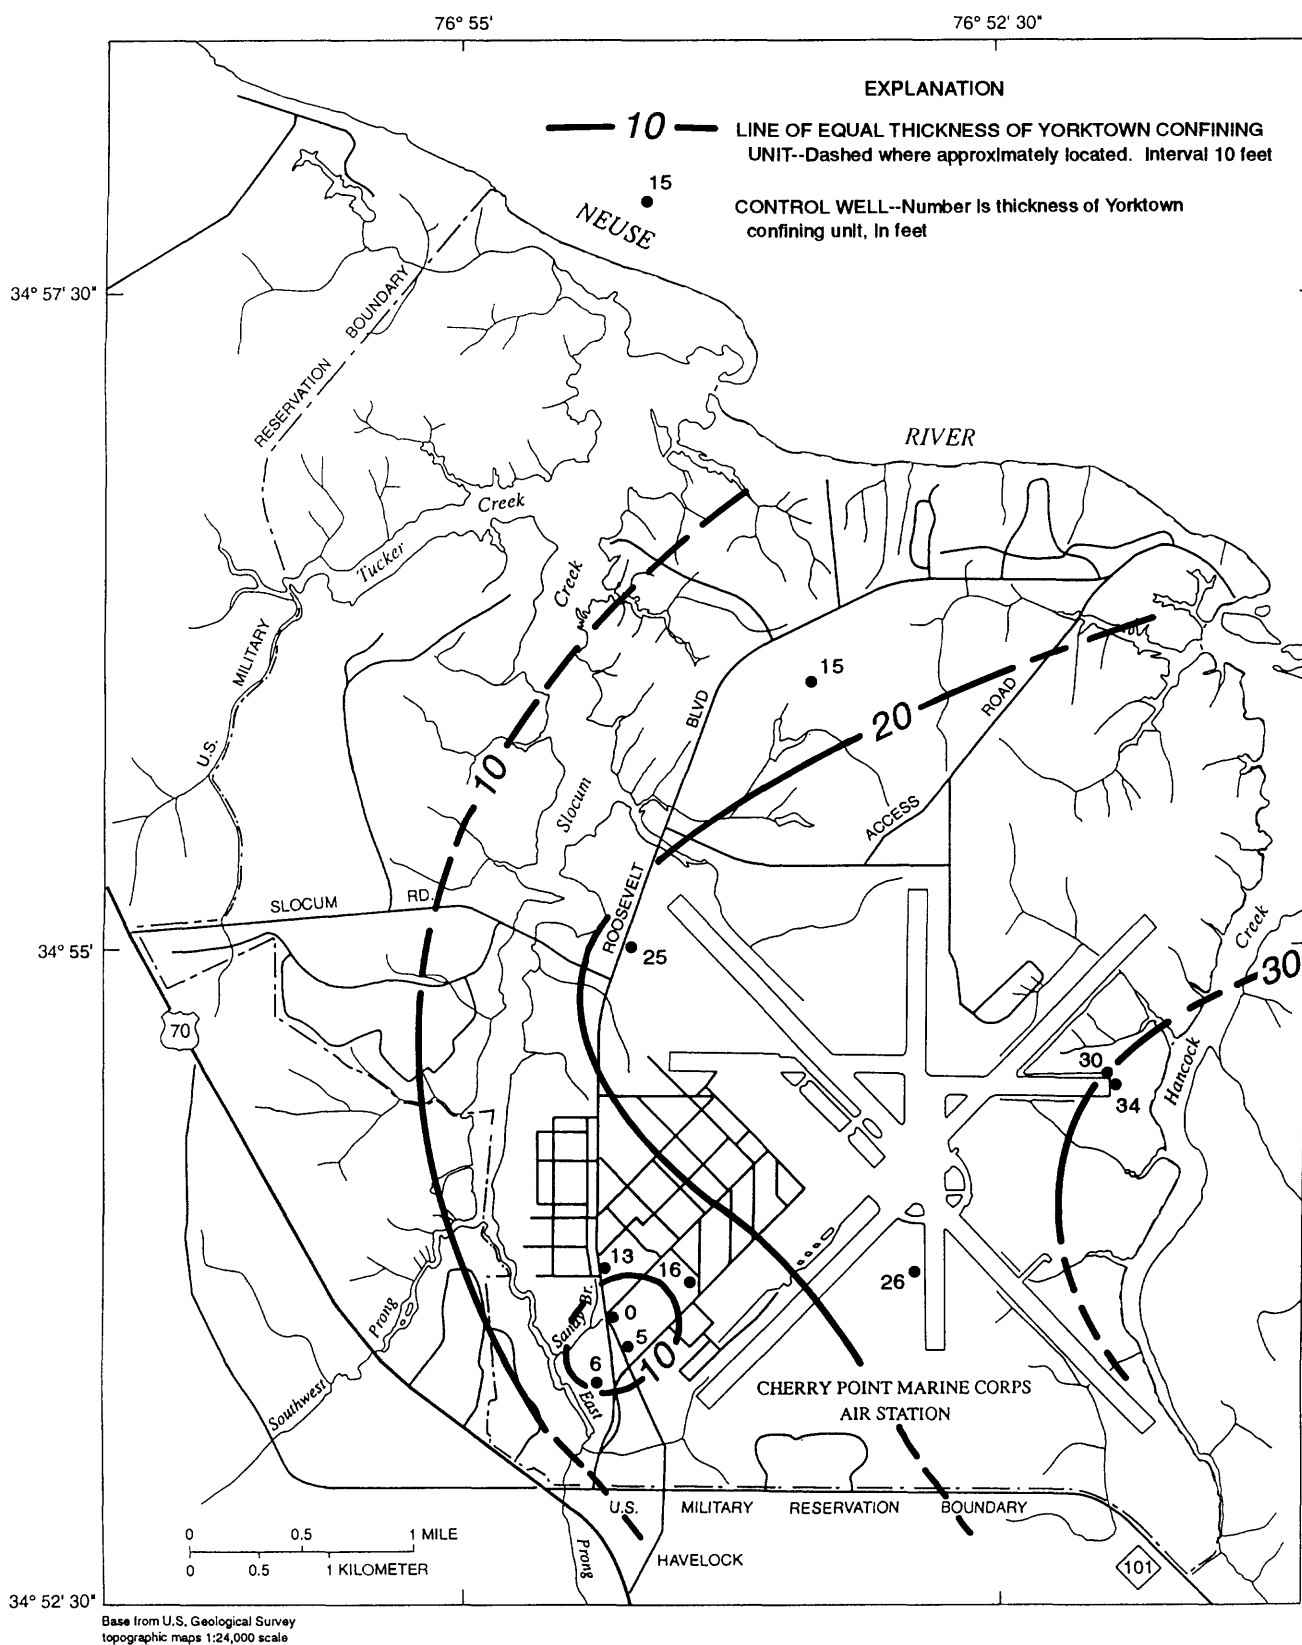 76° 55'
76° 52' 30"
EXPLANATION
10
LINE OF EQUAL THICKNESS OF YORKTOWN CONFINING
UNIT--Dashed where approximately located. Interval 10 feet
15
CONTROL WELL--Number is thickness of Yorktown
confining unit, in feet
NEUSE
34° 57' 30"
RESERVATION BOUNDARY
RIVER
Creek
Tucker
Creek
U.S. MILITARY
15
BLVD
ROAD
20
10
Slocum
ACCESS
ROOSEVELT
SLOCUM RD.
34° 55'
25
Creek
30
70
30
34
Hancock
13
16
26
Sandy Br.
0
5
10
6
Prong
Southwest
East
CHERRY POINT MARINE CORPS
AIR STATION
U.S. MILITARY RESERVATION BOUNDARY
0 0.5 1 MILE
0 0.5 1 KILOMETER
Prong
HAVELOCK
101
34° 52' 30"
Base from U.S. Geological Survey
topographic maps 1:24,000 scale